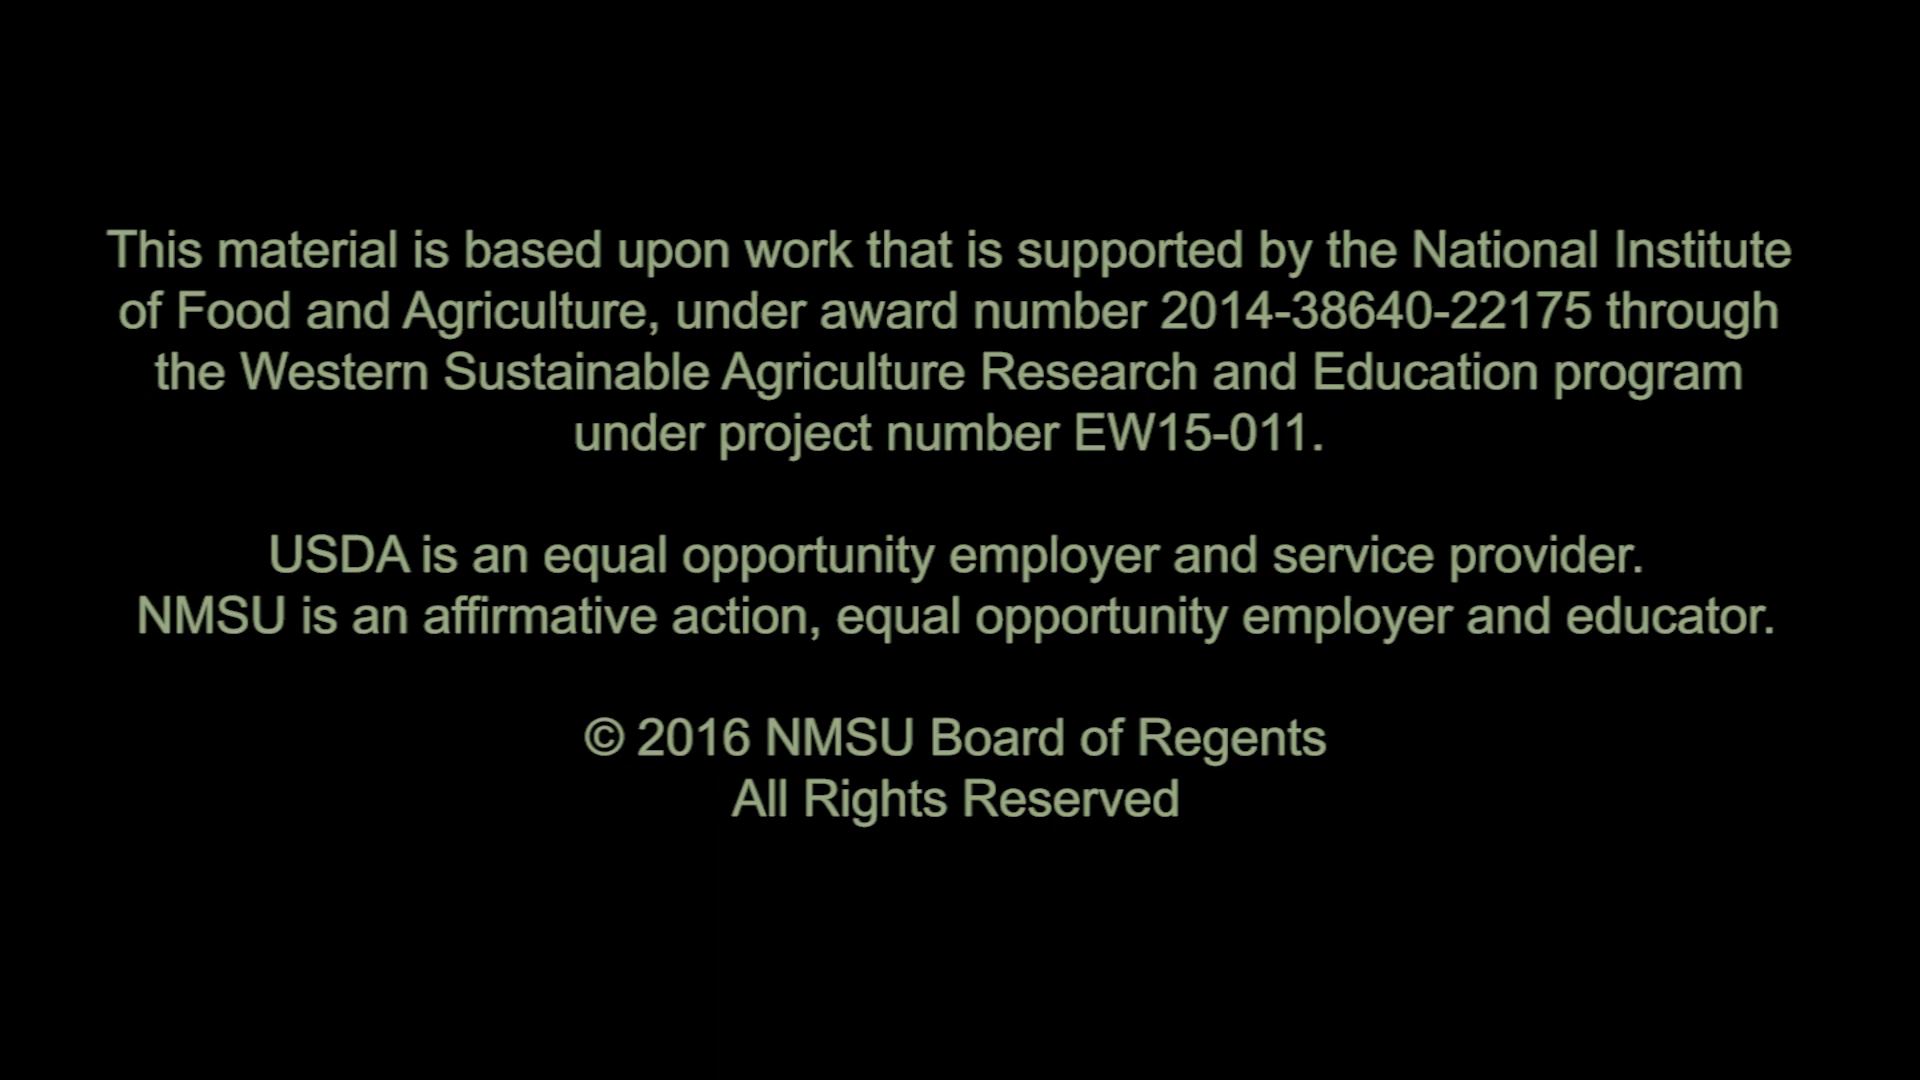 This material is based upon work that is supported by the National Institute
of Food and Agriculture, under award number 2014-38640-22175 through
the Western Sustainable Agriculture Research and Education program
under project number EW15-011.
USDA is an equal opportunity employer and service provider.
NMSU is an affirmative action, equal opportunity employer and educator.
© 2016 NMSU Board of Regents
All Rights Reserved